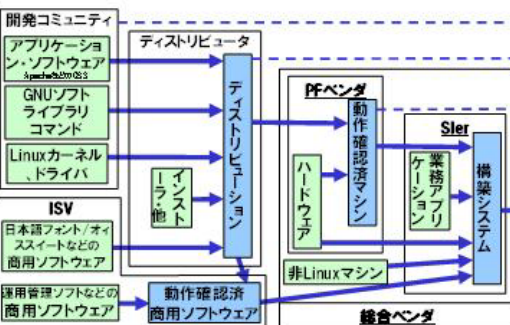 開発コミュニティ
アプリケーショ
ン・ソフトウェア
GNUソフト
ライブラリ
コマンド
Linuxカーネル
、ドライバ
ISV
日本語フォント/オィ
ススイートなどの
商用ソフトウェア
運用管理ソフトなどの
商用ソフトウェア
ディストリビュータ
ディストリビューション
インスト
ーラ・他
動作確認済
商用ソフトウェア
PFベンダ
動作確認済マシン
ハードウェア
非Linuxマシン
SIer
業務アプリ
ケーション
構築システム
総合ベンダ